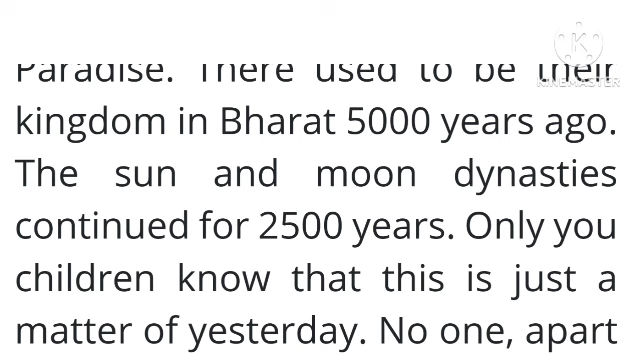 Paradise. There used to be their
KINEMASTER
kingdom in Bharat 5000 years ago.
The sun and moon dynasties
continued for 2500 years. Only you
children know that this is just a
matter of yesterday. No one, apart